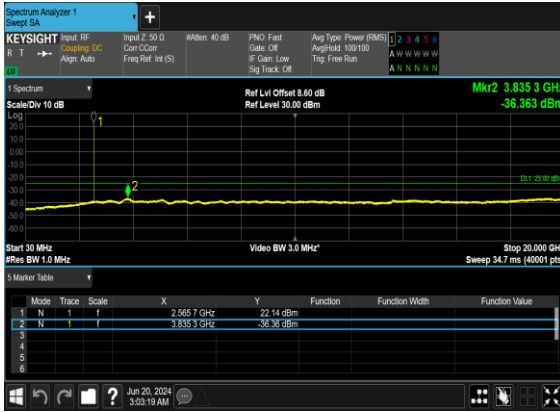 Spectrum Analyzer 1
Swept SA
+
KEYSIGHT Input: RF Input Z: 50 Ω #Atten: 40 dB PNO: Fast Avg Type: Power (RMS) 1 2 3 4 5 6
R T Coupling: DC Corr CCorr Gate: Off Avg|Hold: 100/100 A W W W W W
Align: Auto Freq Ref: Int (S) IF Gain: Low Trig: Free Run
Sig Track: Off A N N N N N
1 Spectrum Ref Lvl Offset 8.60 dB Mkr2 3.835 3 GHz
Scale/Div 10 dB Ref Level 30.00 dBm -36.363 dBm
Log
1
20.0
10.0
0.00
-10.0
-20.0
DL1 -25.00 dBm
-30.0
2
-40.0
-50.0
-60.0
Start 30 MHz Video BW 3.0 MHz* Stop 20.000 GHz
#Res BW 1.0 MHz Sweep 34.7 ms (40001 pts)
5 Marker Table
Mode Trace Scale X Y Function Function Width Function Value
1 N 1 f 2.565 7 GHz 22.14 dBm
2 N 1 f 3.835 3 GHz -36.36 dBm
3
4
5
6
? Jun 20, 2024
3:03:19 AM